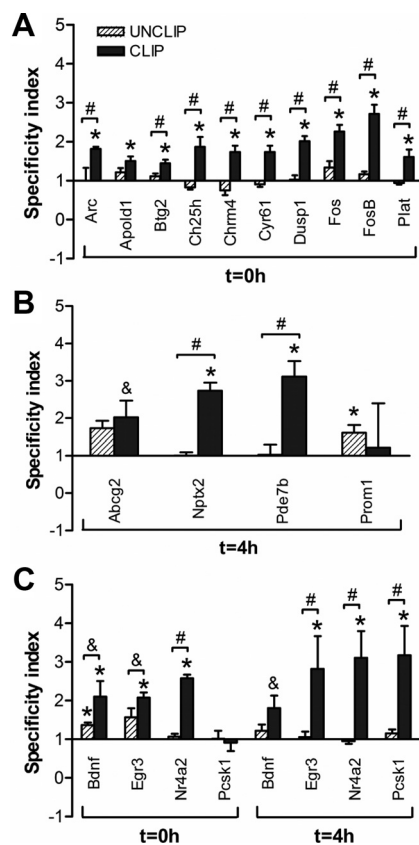 A
UNCLIP
CLIP
Specificity index
5
4
3
2
1
0
-1
# # # # # # # # #
* * * * * * * * * *
Arc Apold1 Btg2 Ch25h Chrm4 Cyr61 Dusp1 Fos FosB Plat
t=0h
B
Specificity index
5
4
3
2
1
0
-1
& # * # * *
Abcg2 Nptx2 Pde7b Prom1
t=4h
C
Specificity index
5
4
3
2
1
0
-1
& * * & * # * & # * # * # *
Bdnf Egr3 Nr4a2 Pcsk1 Bdnf Egr3 Nr4a2 Pcsk1
t=0h t=4h